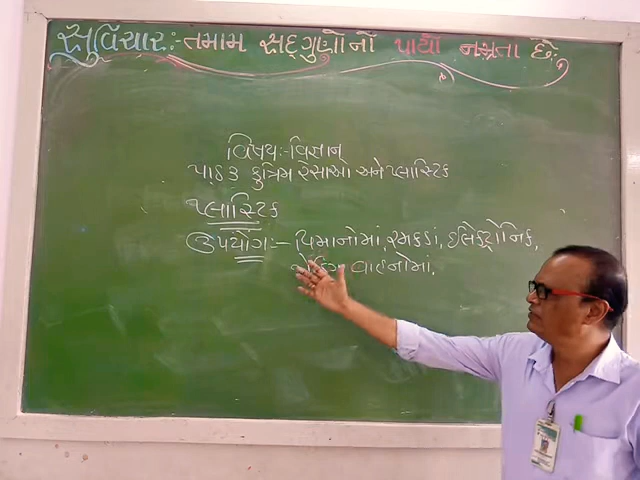 સુવિચાર:- તમામ સદ્‌ગુણોનો પાયો નમ્રતા છે.
વિષય:- વિજ્ઞાન
પાઠ ૩ કુત્રિમ રેસાઓ અને પ્લાસ્ટિક
પ્લાસ્ટિક
ઉપયોગ:- વિમાનોમાં, રમકડાં, ઇલેક્ટ્રોનિક,
વાહનોમાં.